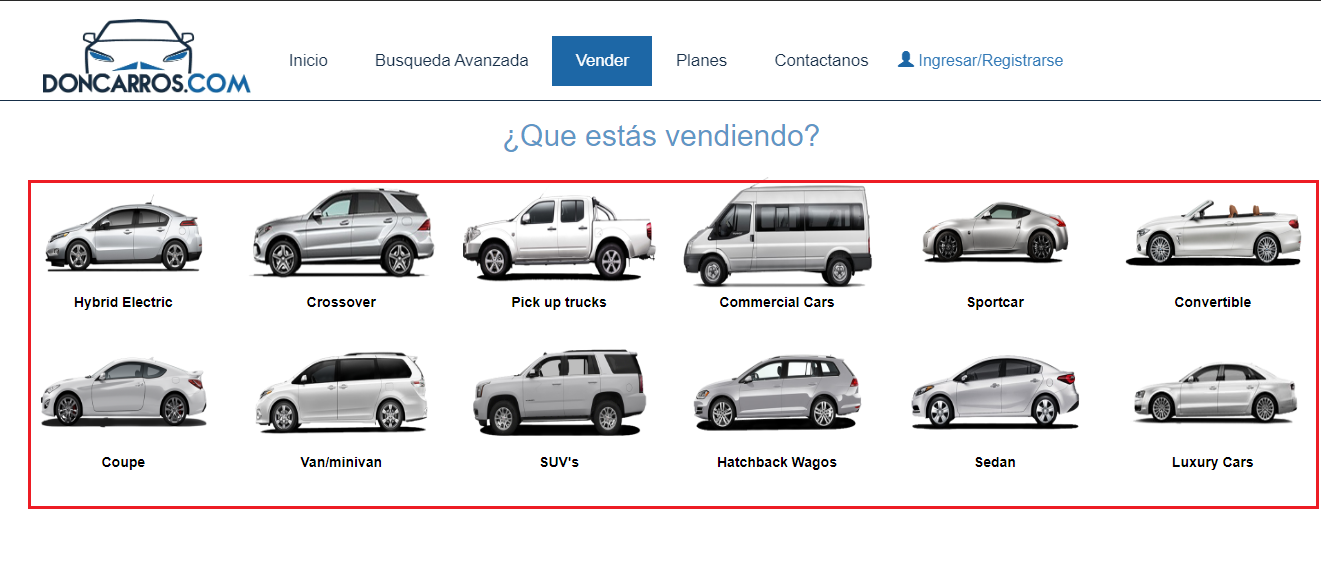 DONCARROS.COM
Inicio Busqueda Avanzada Vender Planes Contactanos Ingresar/Registrarse
¿Que estás vendiendo?
Hybrid Electric Crossover Pick up trucks Commercial Cars Sportcar Convertible
Coupe Van/minivan SUV's Hatchback Wagos Sedan Luxury Cars